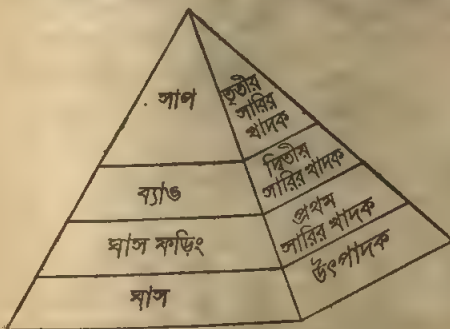 সাপ
তৃতীয়
সারির
খাদক
ব্যাঙ
দ্বিতীয়
সারির খাদক
ঘাস ফড়িং
প্রথম
সারির খাদক
ঘাস
উৎপাদক